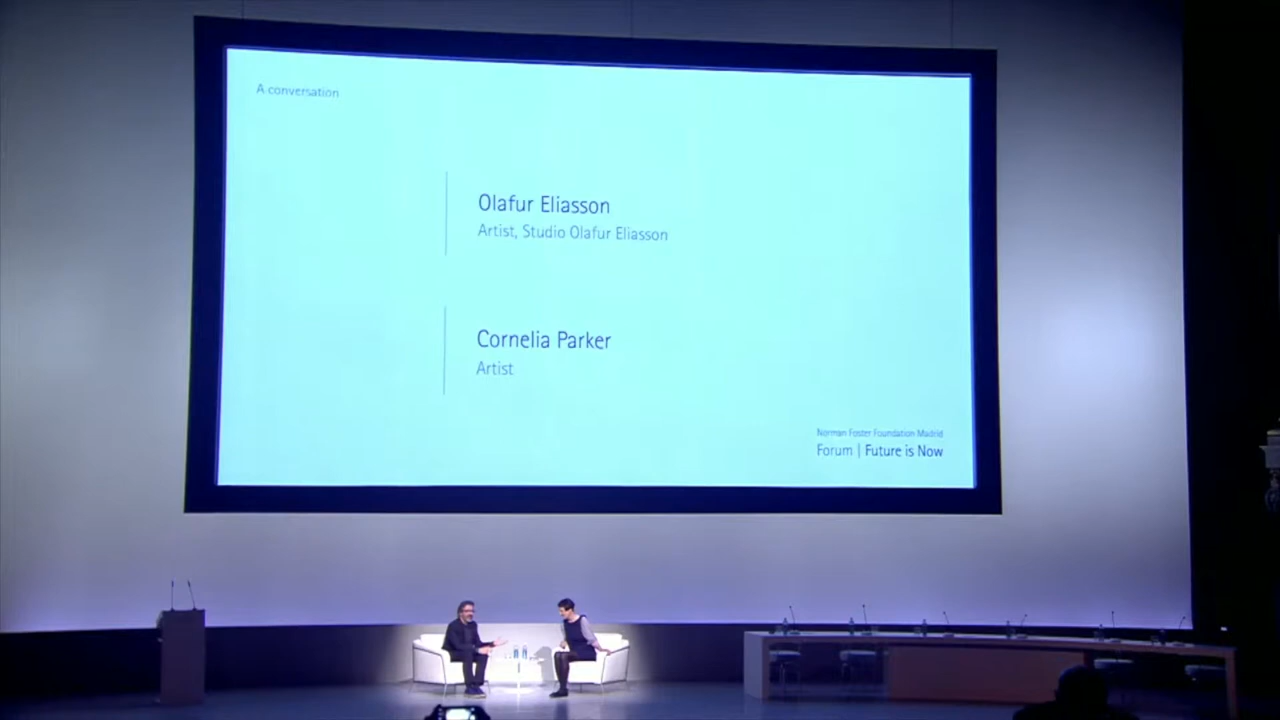 A conversation
Olafur Eliasson
Artist, Studio Olafur Eliasson
Cornelia Parker
Artist
Norman Foster Foundation Madrid
Forum | Future is Now